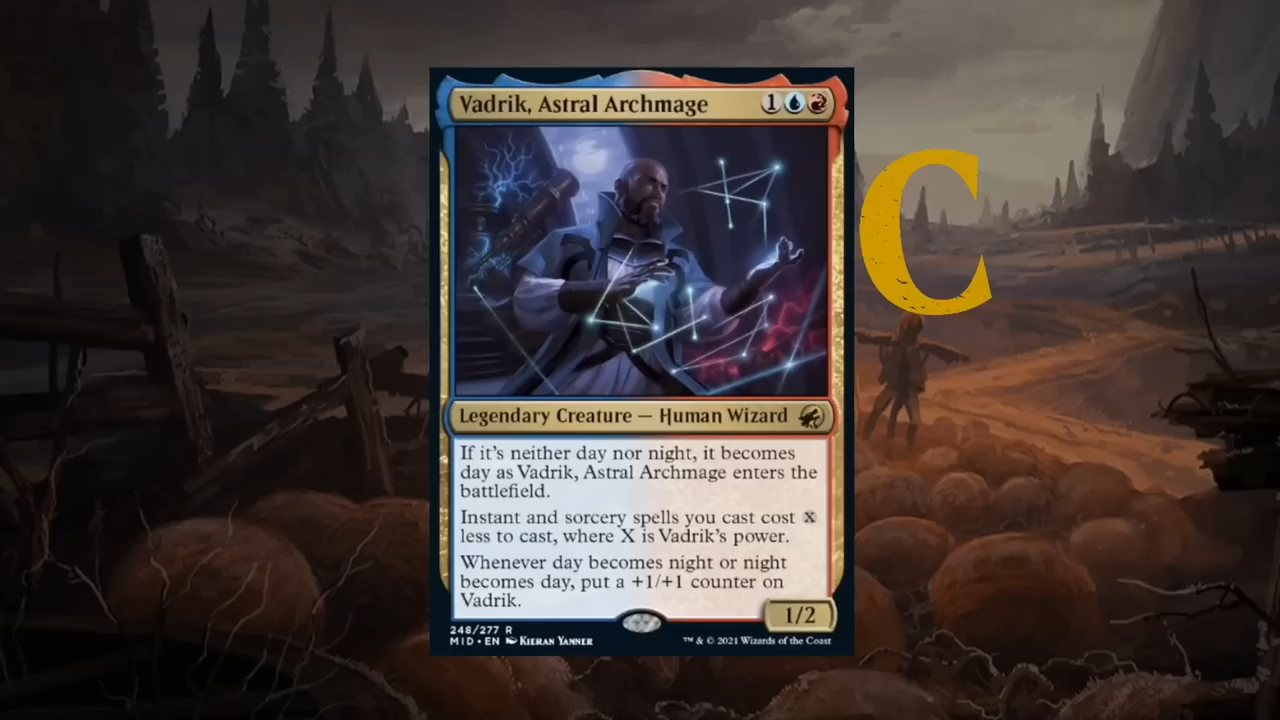 Vadrik, Astral Archmage 1
C
Legendary Creature — Human Wizard
If it's neither day nor night, it becomes
day as Vadrik, Astral Archmage enters the
battlefield.
Instant and sorcery spells you cast cost X
less to cast, where X is Vadrik's power.
Whenever day becomes night or night
becomes day, put a +1/+1 counter on
Vadrik.
1/2
248/277 R
MID • EN Kieran Yanner
™ & © 2021 Wizards of the Coast